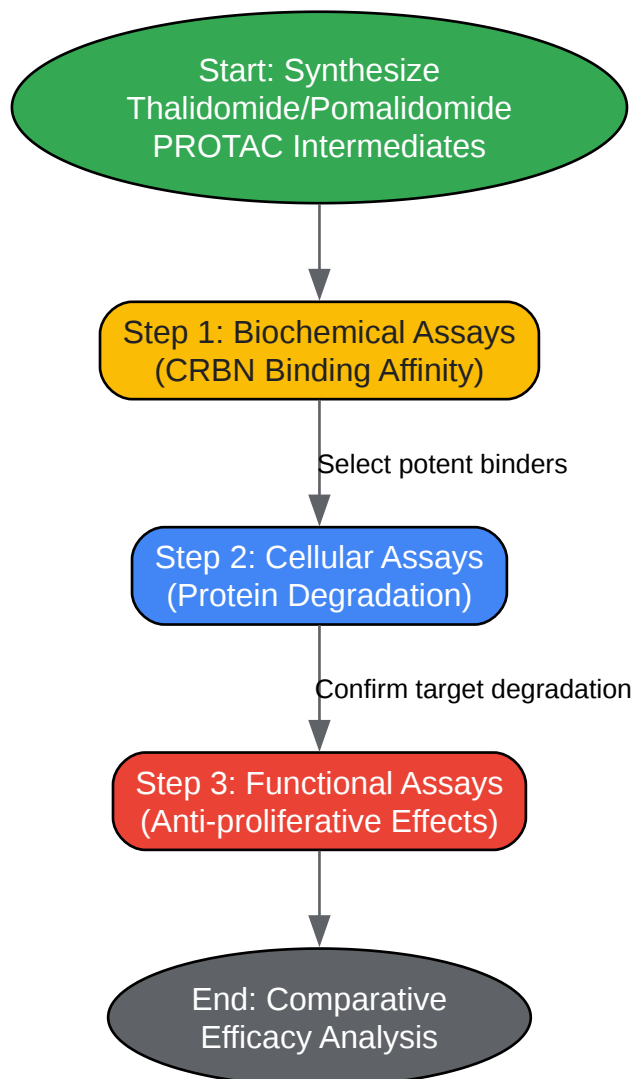 Start: Synthesize
Thalidomide/Pomalidomide
PROTAC Intermediates
Step 1: Biochemical Assays
(CRBN Binding Affinity)
Select potent binders
Step 2: Cellular Assays
(Protein Degradation)
Confirm target degradation
Step 3: Functional Assays
(Anti-proliferative Effects)
End: Comparative
Efficacy Analysis